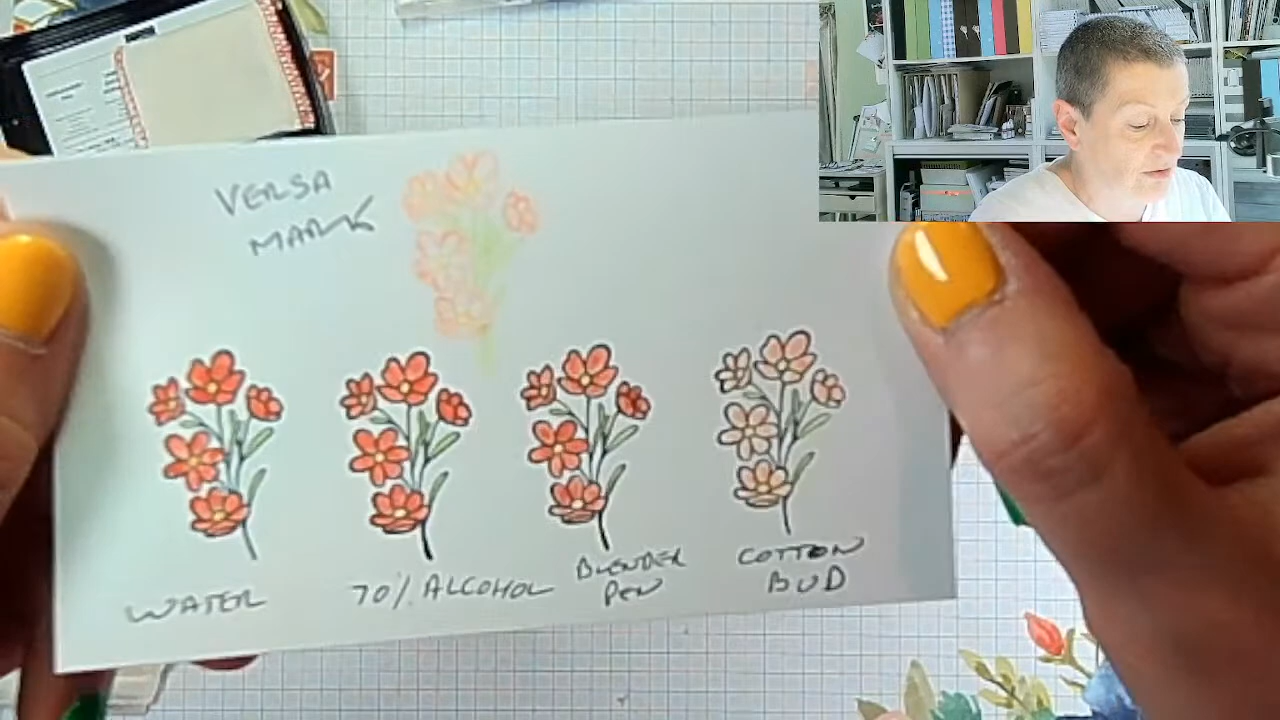 VERSA
MARK
WATER
70% ALCOHOL
BLENDER
PEN
COTTON
BUD